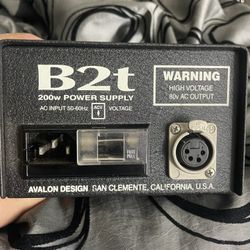 B2t
200w POWER SUPPLY
AC INPUT 50-60Hz
VOLTAGE
WARNING
HIGH VOLTAGE
80v AC OUTPUT
PULL
AVALON DESIGN SAN CLEMENTE, CALIFORNIA, U.S.A.